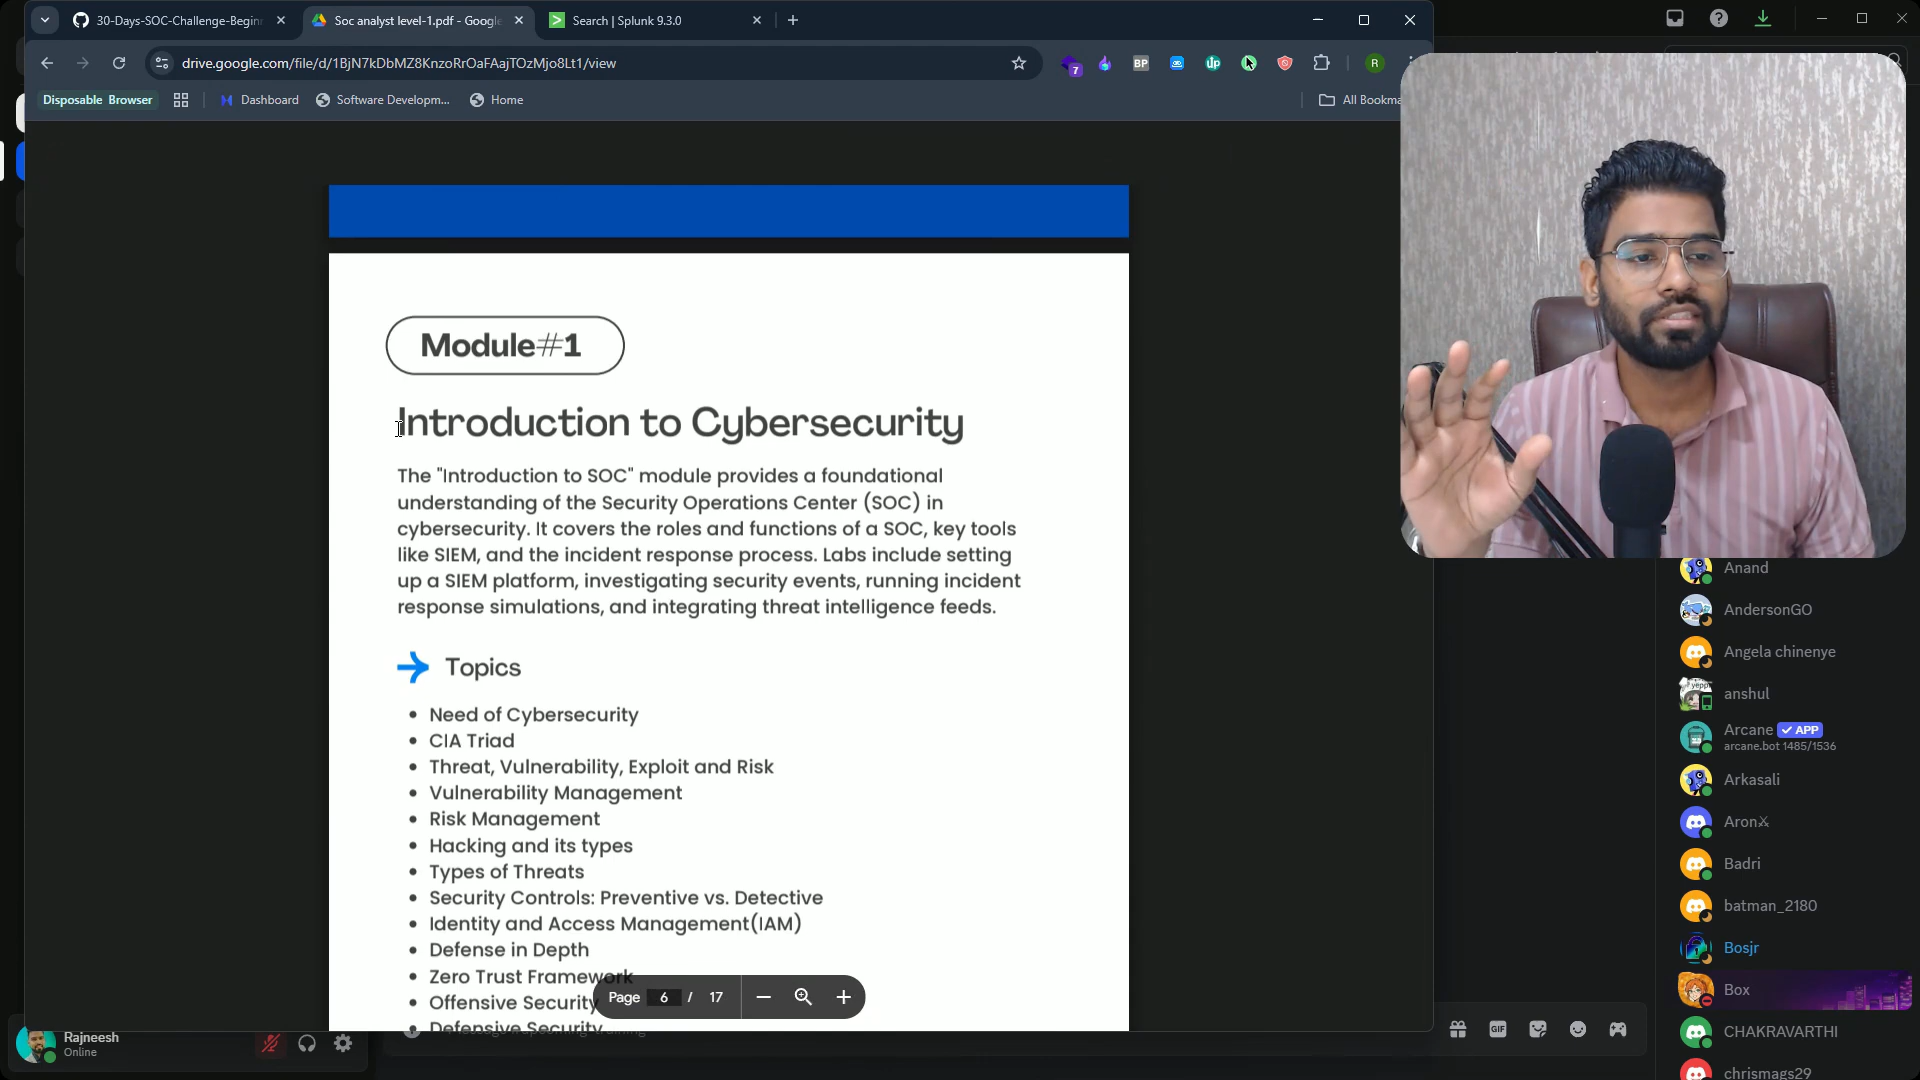 30-Days-SOC-Challenge-Beginn
Soc analyst level-1.pdf - Google
Search | Splunk 9.3.0
drive.google.com/file/d/1BjN7kDbMZ8KnzoRrOaFAajTOzMjo8Lt1/view
7
BP
up
R
Disposable Browser
Dashboard
Software Developm...
Home
All Bookma
Module#1
Introduction to Cybersecurity
The "Introduction to SOC" module provides a foundational
understanding of the Security Operations Center (SOC) in
cybersecurity. It covers the roles and functions of a SOC, key tools
like SIEM, and the incident response process. Labs include setting
up a SIEM platform, investigating security events, running incident
response simulations, and integrating threat intelligence feeds.
Topics
• Need of Cybersecurity
• CIA Triad
• Threat, Vulnerability, Exploit and Risk
• Vulnerability Management
• Risk Management
• Hacking and its types
• Types of Threats
• Security Controls: Preventive vs. Detective
• Identity and Access Management(IAM)
• Defense in Depth
• Zero Trust Framework
• Offensive Security
• Defensive Security
Page 6 / 17
Rajneesh
Online
GIF
Anand
AndersonGO
Angela chinenye
anshul
Arcane ✓ APP
arcane.bot 1485/1536
Arkasali
Aron⚔
Badri
batman_2180
Bosjr
Box
CHAKRAVARTHI
chrismags29